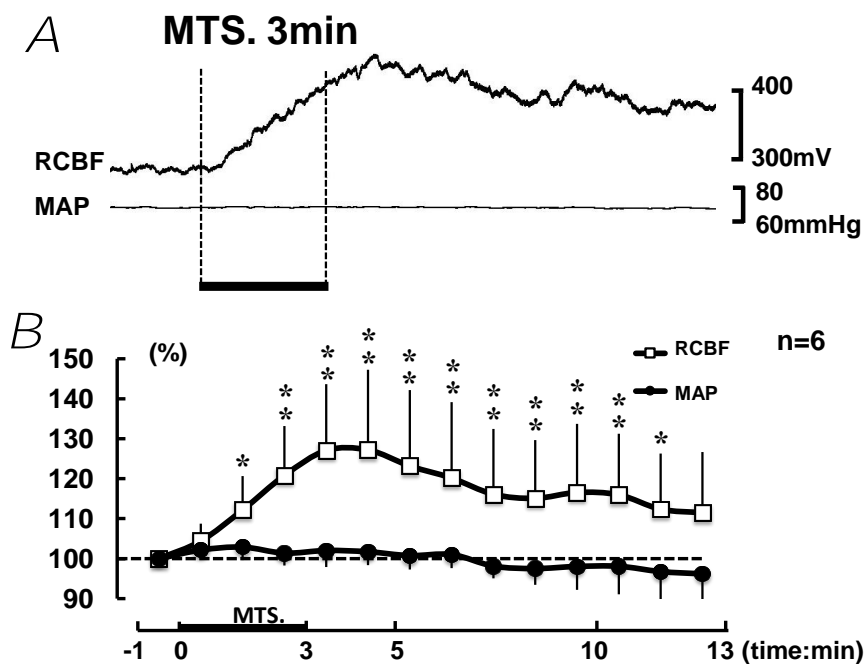 A
MTS. 3min
400
RCBF
300mV
MAP
80
60mmHg
B
150
(%)
RCBF
n=6
140
MAP
130
120
110
100
90
* ** ** ** ** ** ** ** ** ** *
MTS.
-1 0 3 5 10 13 (time:min)